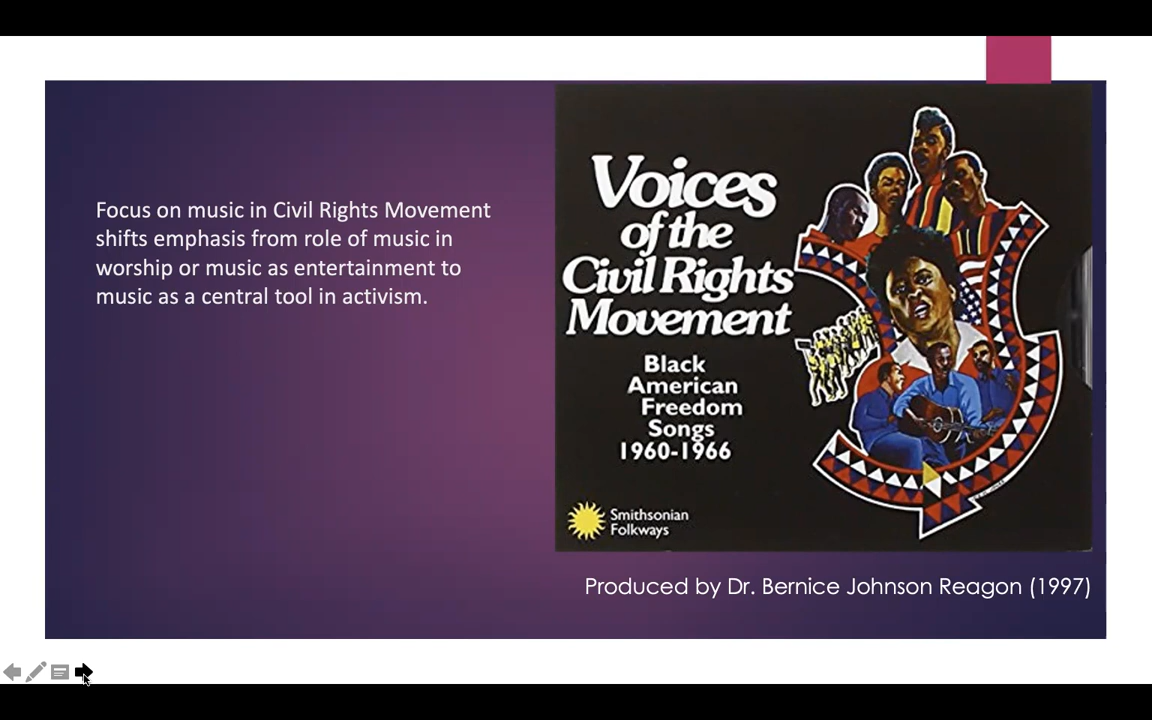 Focus on music in Civil Rights Movement
shifts emphasis from role of music in
worship or music as entertainment to
music as a central tool in activism.
Voices
of the
Civil Rights
Movement
Black
American
Freedom
Songs
1960-1966
Smithsonian
Folkways
Produced by Dr. Bernice Johnson Reagon (1997)